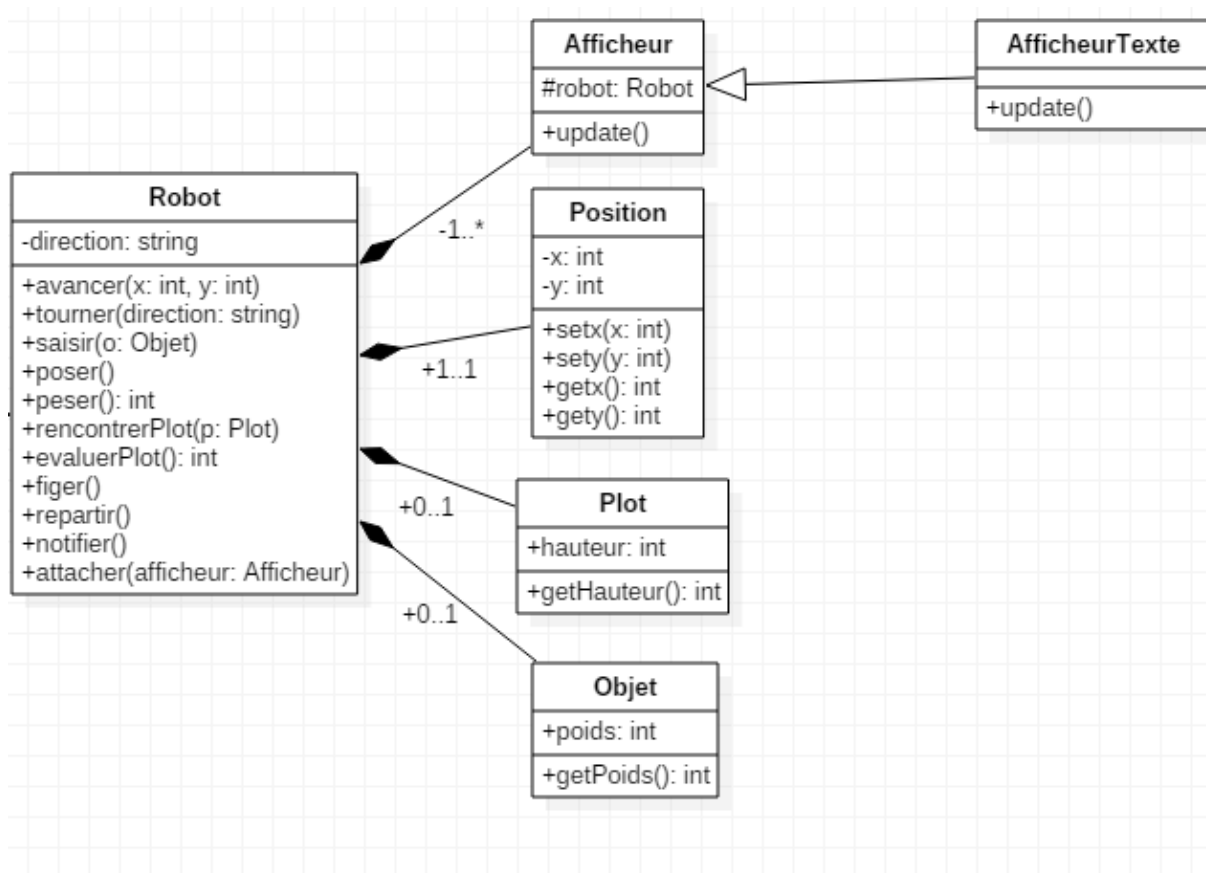 Afficheur
#robot: Robot
+update()
AfficheurTexte
+update()
Robot
-direction: string
+avancer(x: int, y: int)
+tourner(direction: string)
+saisir(o: Objet)
+poser()
+peser(): int
+rencontrerPlot(p: Plot)
+evaluerPlot(): int
+figer()
+repartir()
+notifier()
+attacher(afficheur: Afficheur)
-1..*
+1..1
+0..1
+0..1
Position
-x: int
-y: int
+setx(x: int)
+sety(y: int)
+getx(): int
+gety(): int
Plot
+hauteur: int
+getHauteur(): int
Objet
+poids: int
+getPoids(): int